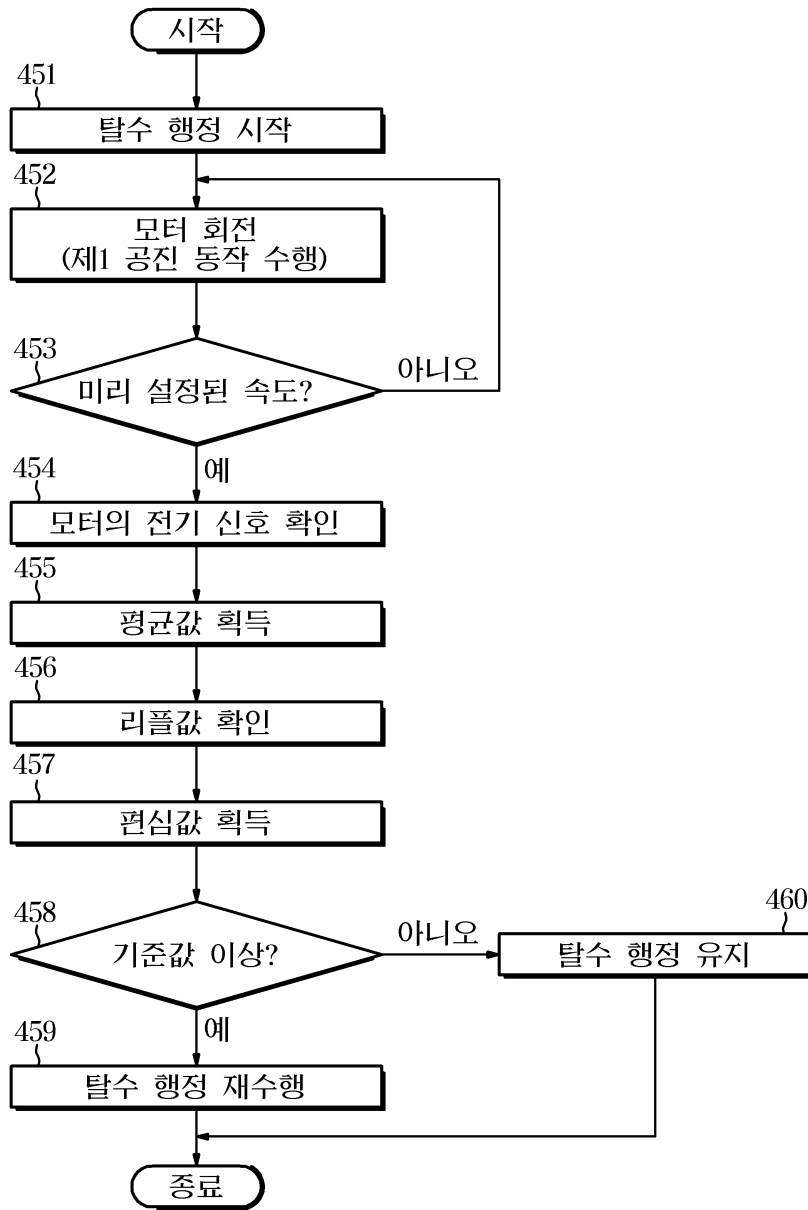 시작
451
탈수 행정 시작
452
모터 회전
(제1 공진 동작 수행)
453
미리 설정된 속도?
아니오
예
454
모터의 전기 신호 확인
455
평균값 획득
456
리플값 확인
457
편심값 획득
458
기준값 이상?
아니오
460
탈수 행정 유지
예
459
탈수 행정 재수행
종료